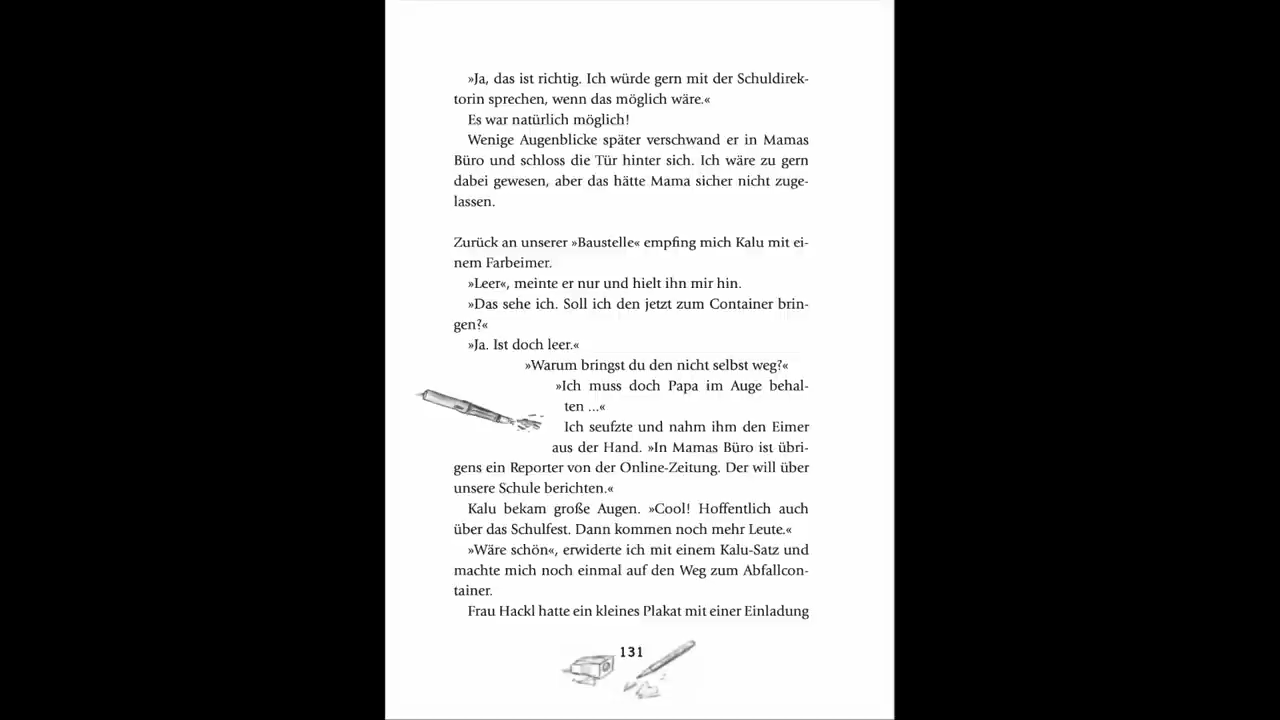 »Ja, das ist richtig. Ich würde gern mit der Schuldirek-
torin sprechen, wenn das möglich wäre.«
Es war natürlich möglich!
Wenige Augenblicke später verschwand er in Mamas
Büro und schloss die Tür hinter sich. Ich wäre zu gern
dabei gewesen, aber das hätte Mama sicher nicht zuge-
lassen.
Zurück an unserer »Baustelle« empfing mich Kalu mit ei-
nem Farbeimer.
»Leer«, meinte er nur und hielt ihn mir hin.
»Das sehe ich. Soll ich den jetzt zum Container brin-
gen?«
»Ja. Ist doch leer.«
»Warum bringst du den nicht selbst weg?«
»Ich muss doch Papa im Auge behal-
ten ...«
Ich seufzte und nahm ihm den Eimer
aus der Hand. »In Mamas Büro ist übri-
gens ein Reporter von der Online-Zeitung. Der will über
unsere Schule berichten.«
Kalu bekam große Augen. »Cool! Hoffentlich auch
über das Schulfest. Dann kommen noch mehr Leute.«
»Wäre schön«, erwiderte ich mit einem Kalu-Satz und
machte mich noch einmal auf den Weg zum Abfallcon-
tainer.
Frau Hackl hatte ein kleines Plakat mit einer Einladung
131